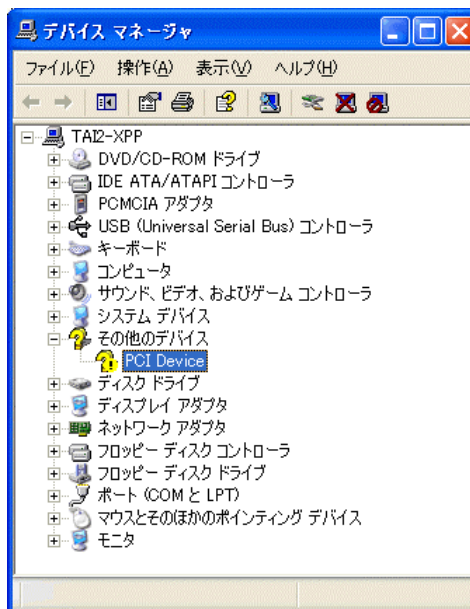 デバイス マネージャ
ファイル(F) 操作(A) 表示(V) ヘルプ(H)
TAI2-XPP
DVD/CD-ROM ドライブ
IDE ATA/ATAPI コントローラ
PCMCIA アダプタ
USB (Universal Serial Bus) コントローラ
キーボード
コンピュータ
サウンド、ビデオ、およびゲーム コントローラ
システム デバイス
その他のデバイス
PCI Device
ディスク ドライブ
ディスプレイ アダプタ
ネットワーク アダプタ
フロッピー ディスク コントローラ
フロッピー ディスク ドライブ
ポート (COM と LPT)
マウスとそのほかのポインティング デバイス
モニタ